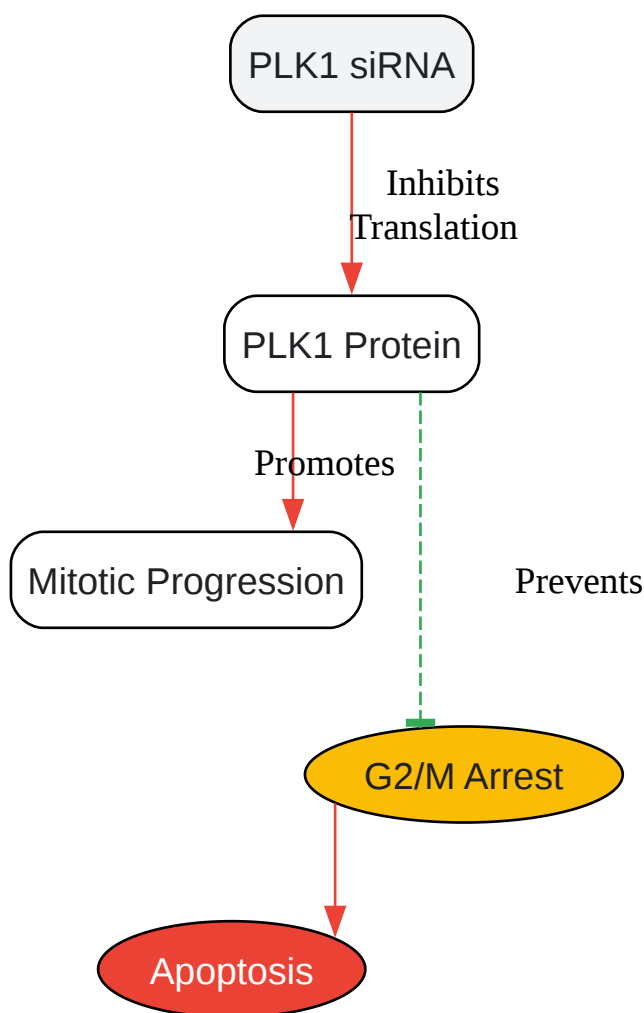 PLK1 siRNA
Inhibits
Translation
PLK1 Protein
Promotes
Mitotic Progression
Prevents
G2/M Arrest
Apoptosis